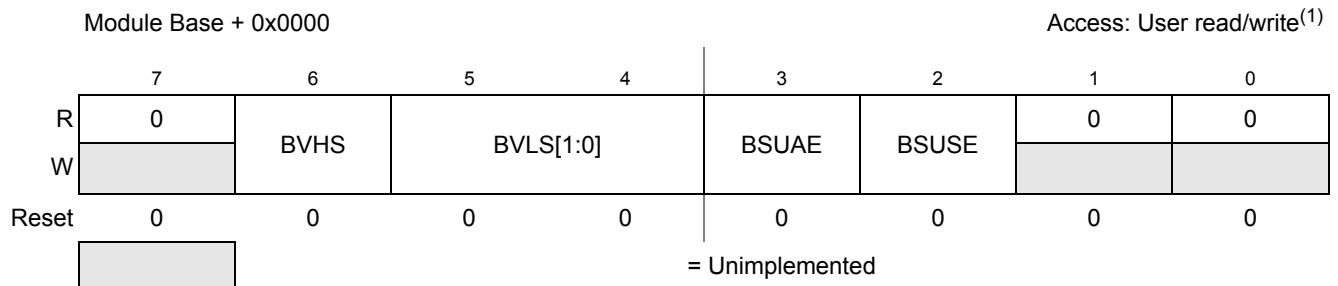 Module Base + 0x0000 Access: User read/write(1)
7 6 5 4 3 2 1 0
R 0 BVHS BVLS[1:0] BSUAE BSUSE 0 0
W
Reset 0 0 0 0 0 0 0 0
= Unimplemented